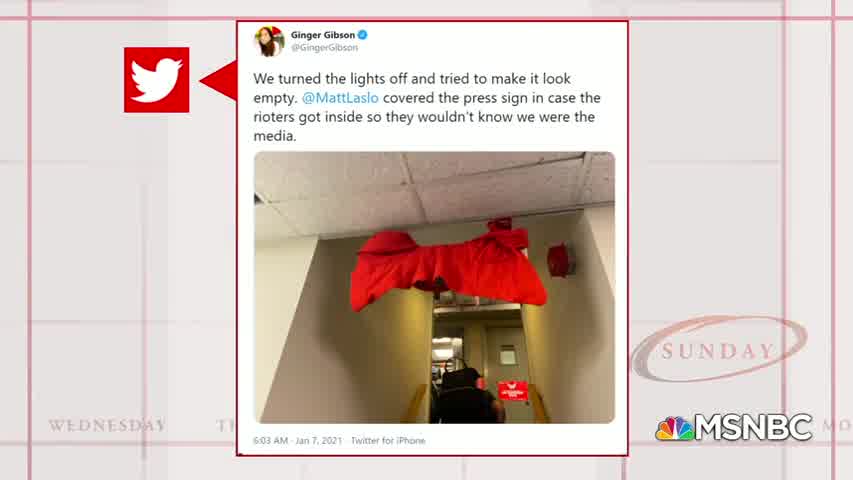 Ginger Gibson
@GingerGibson
We turned the lights off and tried to make it look
empty. @MattLaslo covered the press sign in case the
rioters got inside so they wouldn't know we were the
media.
SUNDAY
WEDNESDAY
TH
MO
MSNBC
6:03 AM · Jan 7, 2021 · Twitter for iPhone